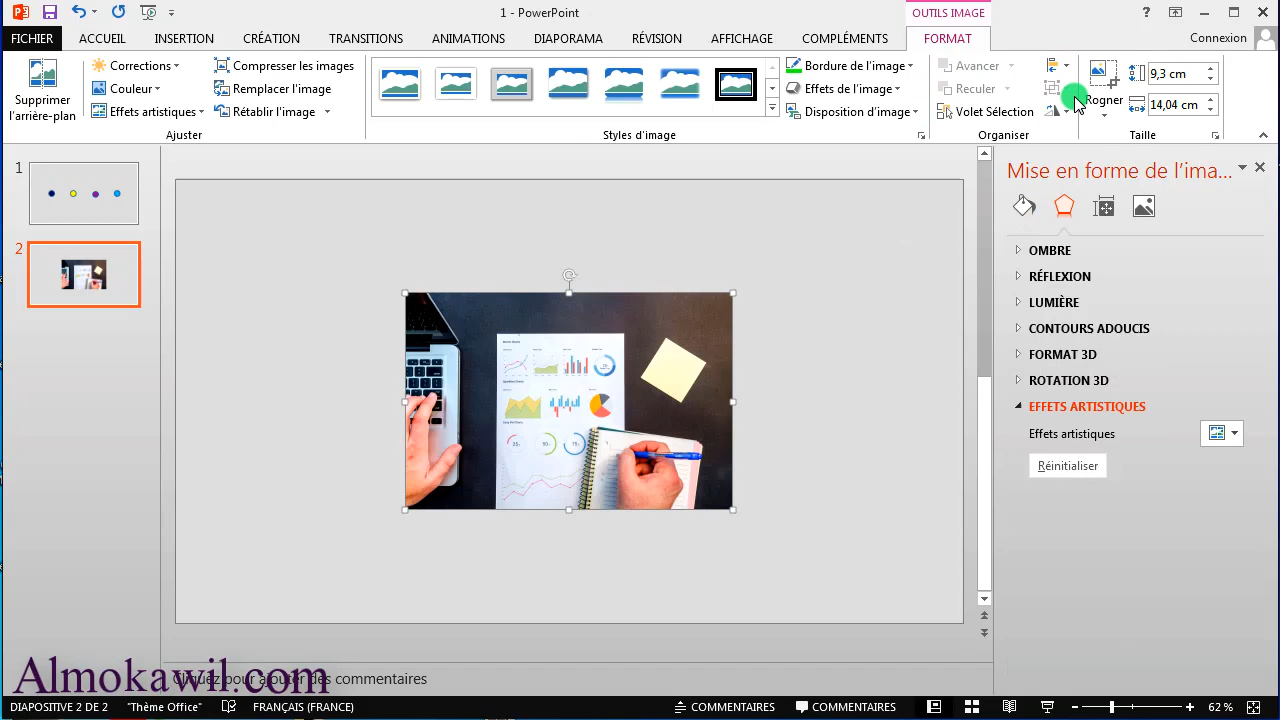 1 - PowerPoint
OUTILS IMAGE
?
FICHIER ACCUEIL INSERTION CRÉATION TRANSITIONS ANIMATIONS DIAPORAMA RÉVISION AFFICHAGE COMPLÉMENTS FORMAT Connexion
Supprimer l'arrière-plan
Corrections
Couleur
Effets artistiques
Compresser les images
Remplacer l'image
Rétablir l'image
Ajuster
Styles d'image
Bordure de l'image
Effets de l'image
Disposition d'image
Avancer
Reculer
Volet Sélection
Organiser
Rogner
9,3 cm
14,04 cm
Taille
1
2
Mise en forme de l'ima...
OMBRE
RÉFLEXION
LUMIÈRE
CONTOURS ADOUCIS
FORMAT 3D
ROTATION 3D
EFFETS ARTISTIQUES
Effets artistiques
Réinitialiser
Almokawil.com
Cliquez pour ajouter des commentaires
DIAPOSITIVE 2 DE 2 "Thème Office" FRANÇAIS (FRANCE) COMMENTAIRES COMMENTAIRES 62 %